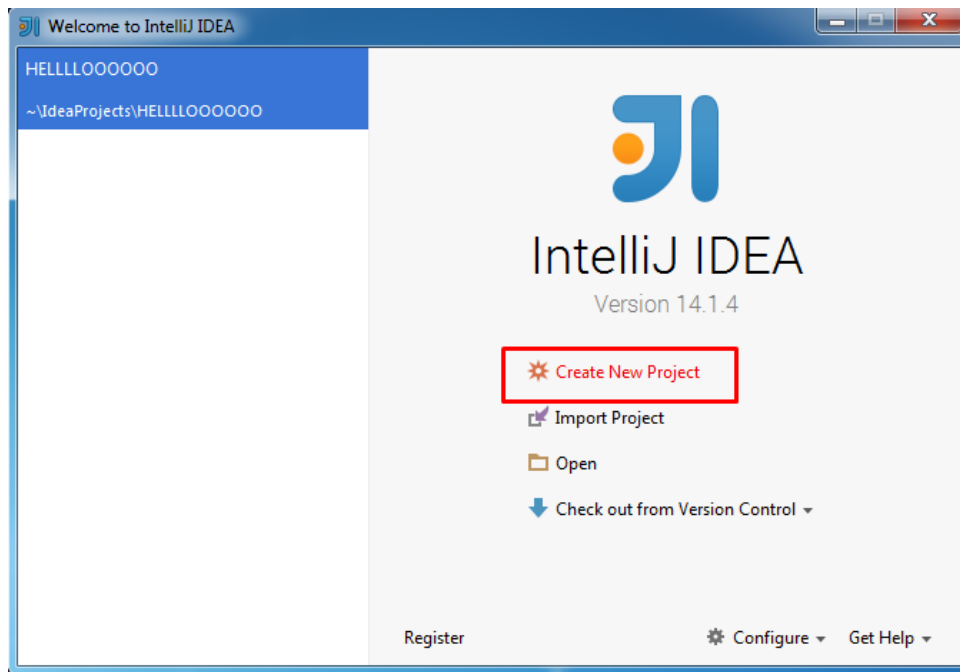 Welcome to IntelliJ IDEA
HELLLLOOOOOO
~\IdeaProjects\HELLLLOOOOOO
IntelliJ IDEA
Version 14.1.4
Create New Project
Import Project
Open
Check out from Version Control
Register
Configure
Get Help